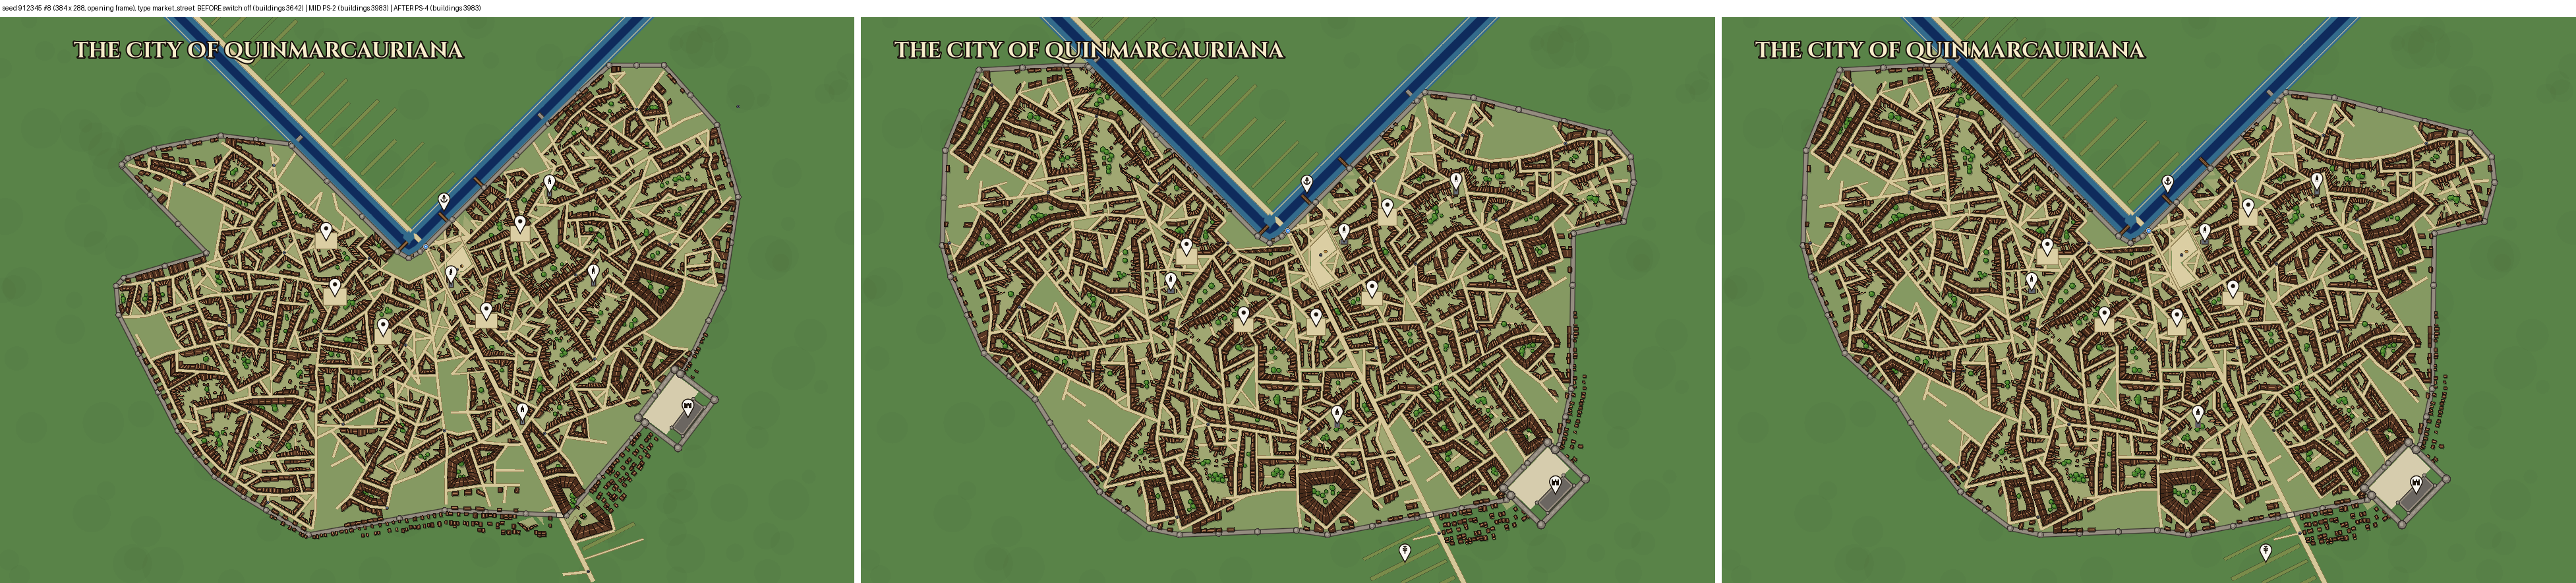 seed 912345 #8 (384 x 288, opening frame), type market_street: BEFORE switch off (buildings 3642) | MID PS-2 (buildings 3983) | AFTER PS-4 (buildings 3983)
THE CITY OF QUINMARCAURIANA
THE CITY OF QUINMARCAURIANA
THE CITY OF QUINMARCAURIANA